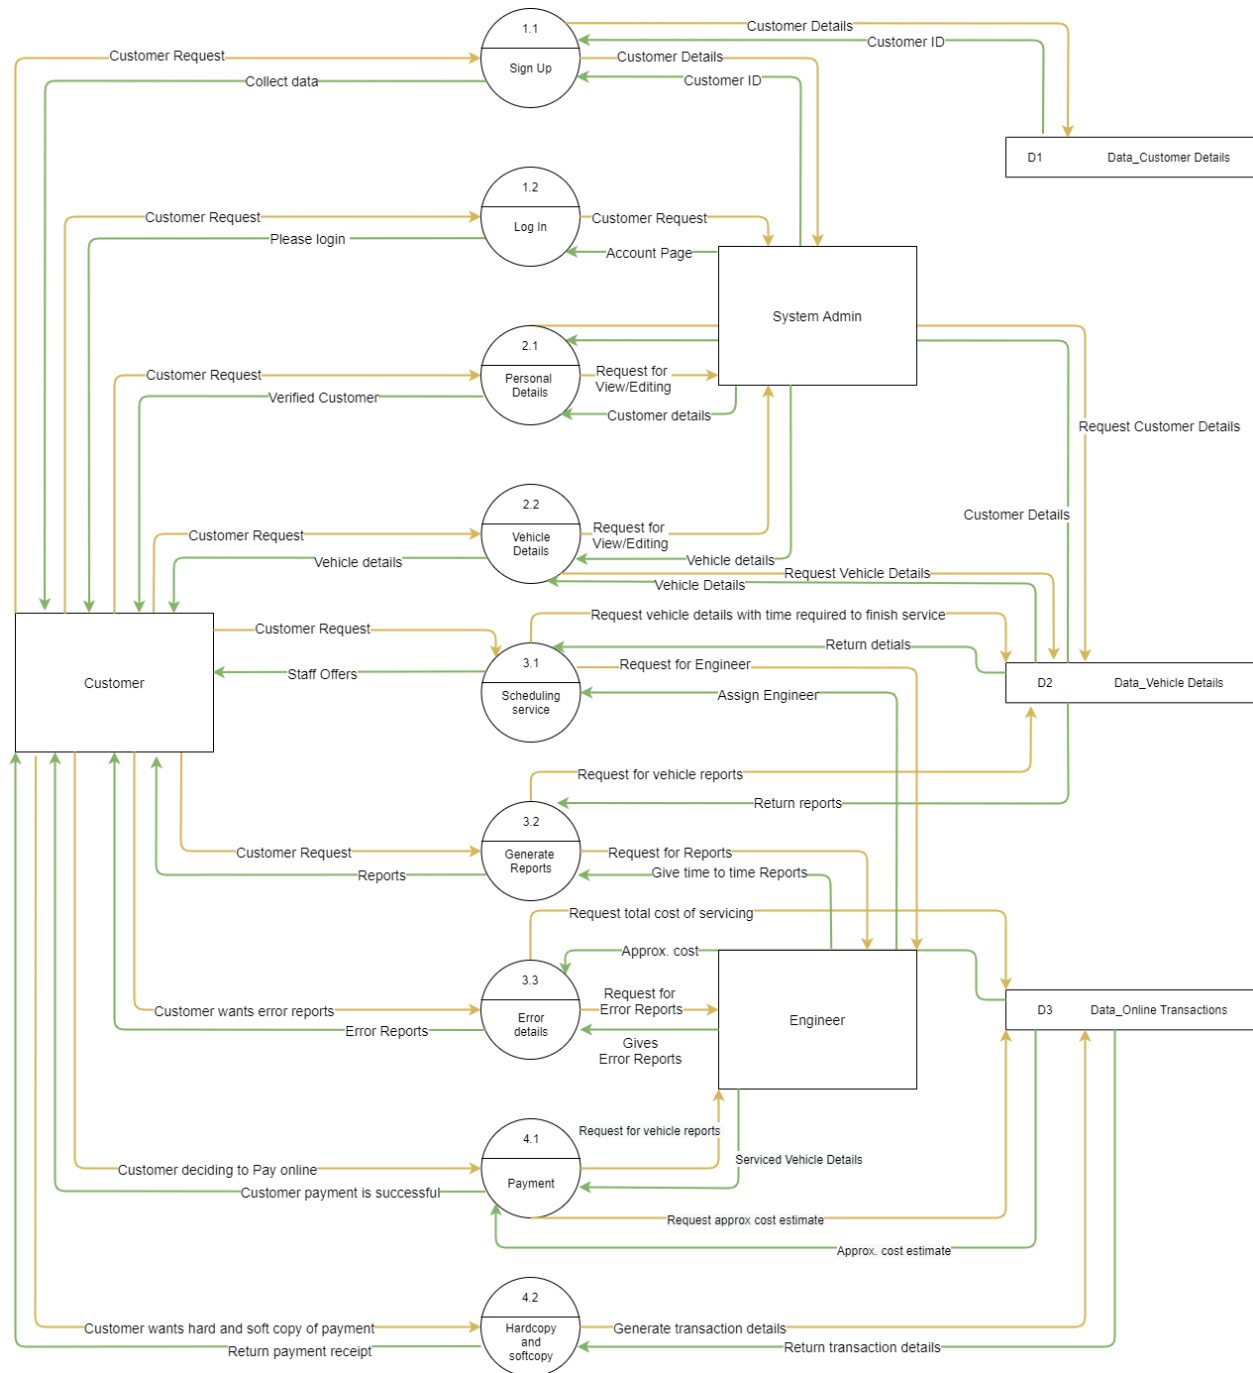 1.1
Sign Up
Customer Details
Customer ID
Customer Request
Customer Details
Collect data
Customer ID
D1 Data_Customer Details
1.2
Log In
Customer Request
Customer Request
Please login
Account Page
System Admin
2.1
Personal
Details
Customer Request
Request for
View/Editing
Verified Customer
Customer details
Request Customer Details
2.2
Vehicle
Details
Customer Details
Customer Request
Request for
View/Editing
Vehicle details
Vehicle details
Request Vehicle Details
Vehicle Details
Request vehicle details with time required to finish service
Customer Request
Return detials
3.1
Scheduling
service
Request for Engineer
Staff Offers
Customer
Assign Engineer
D2 Data_Vehicle Details
Request for vehicle reports
Return reports
3.2
Generate
Reports
Customer Request
Request for Reports
Reports
Give time to time Reports
Request total cost of servicing
Approx. cost
3.3
Error
details
Customer wants error reports
Request for
Error Reports
Error Reports
Gives
Error Reports
Engineer
D3 Data_Online Transactions
4.1
Payment
Request for vehicle reports
Serviced Vehicle Details
Customer deciding to Pay online
Customer payment is successful
Request approx cost estimate
Approx. cost estimate
4.2
Hardcopy
and
softcopy
Customer wants hard and soft copy of payment
Generate transaction details
Return payment receipt
Return transaction details